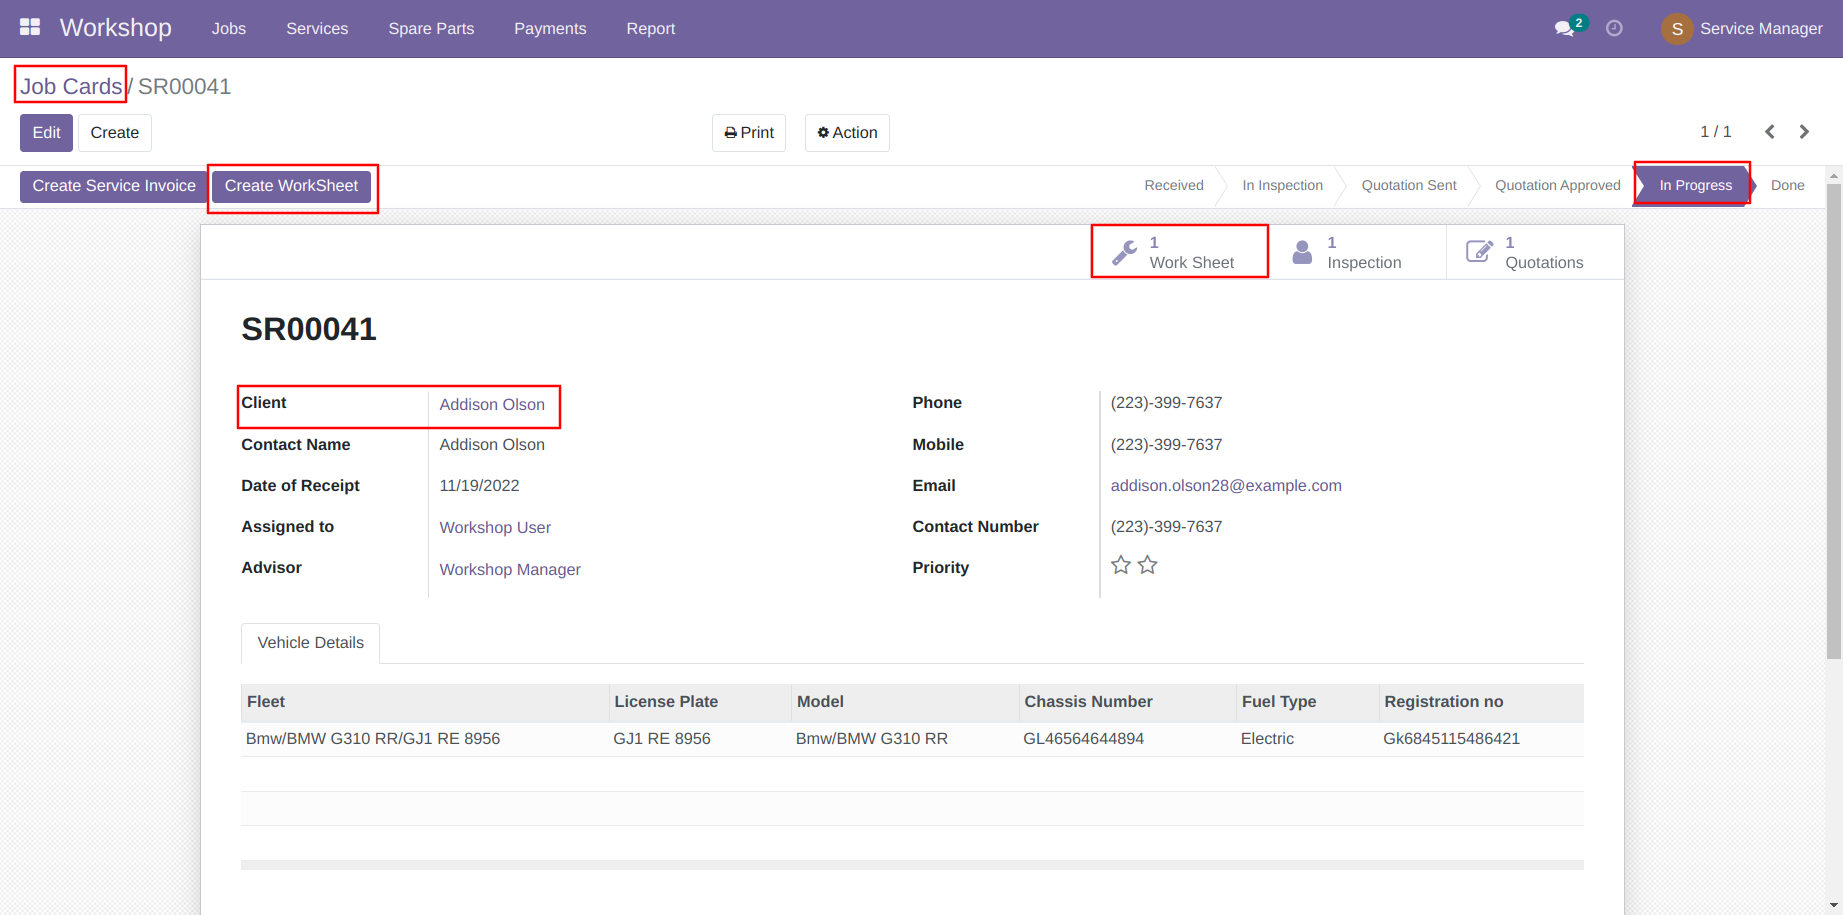 Workshop Jobs Services Spare Parts Payments Report 2 S Service Manager
Job Cards / SR00041
Edit Create Print Action 1 / 1
Create Service Invoice Create WorkSheet Received In Inspection Quotation Sent Quotation Approved In Progress Done
1 1 1
Work Sheet Inspection Quotations
SR00041
Client Addison Olson Phone (223)-399-7637
Contact Name Addison Olson Mobile (223)-399-7637
Date of Receipt 11/19/2022 Email addison.olson28@example.com
Assigned to Workshop User Contact Number (223)-399-7637
Advisor Workshop Manager Priority
Vehicle Details
Fleet License Plate Model Chassis Number Fuel Type Registration no
Bmw/BMW G310 RR/GJ1 RE 8956 GJ1 RE 8956 Bmw/BMW G310 RR GL46564644894 Electric Gk6845115486421